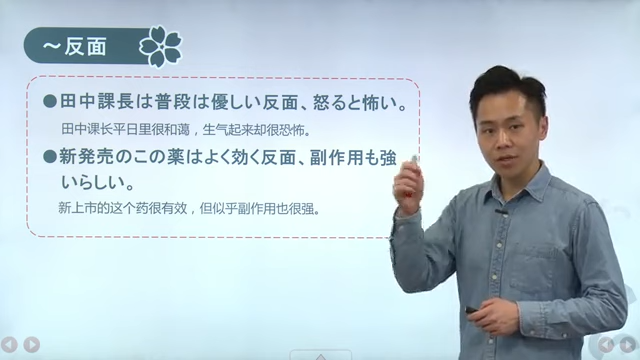 ～反面
●田中課長は普段は優しい反面、怒ると怖い。
田中课长平日里很和蔼，生气起来却很恐怖。
●新発売のこの薬はよく効く反面、副作用も強
いらしい。
新上市的这个药很有效，但似乎副作用也很强。